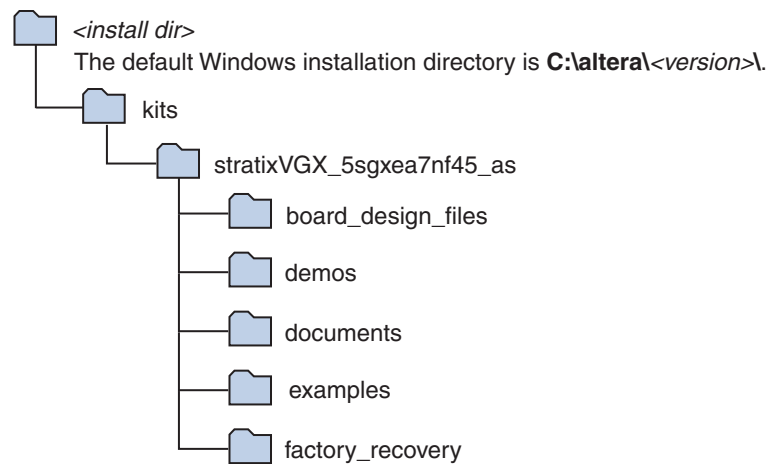 <install dir>
The default Windows installation directory is C:\altera\<version>\.
kits
stratixVGX_5sgxea7nf45_as
board_design_files
demos
documents
examples
factory_recovery